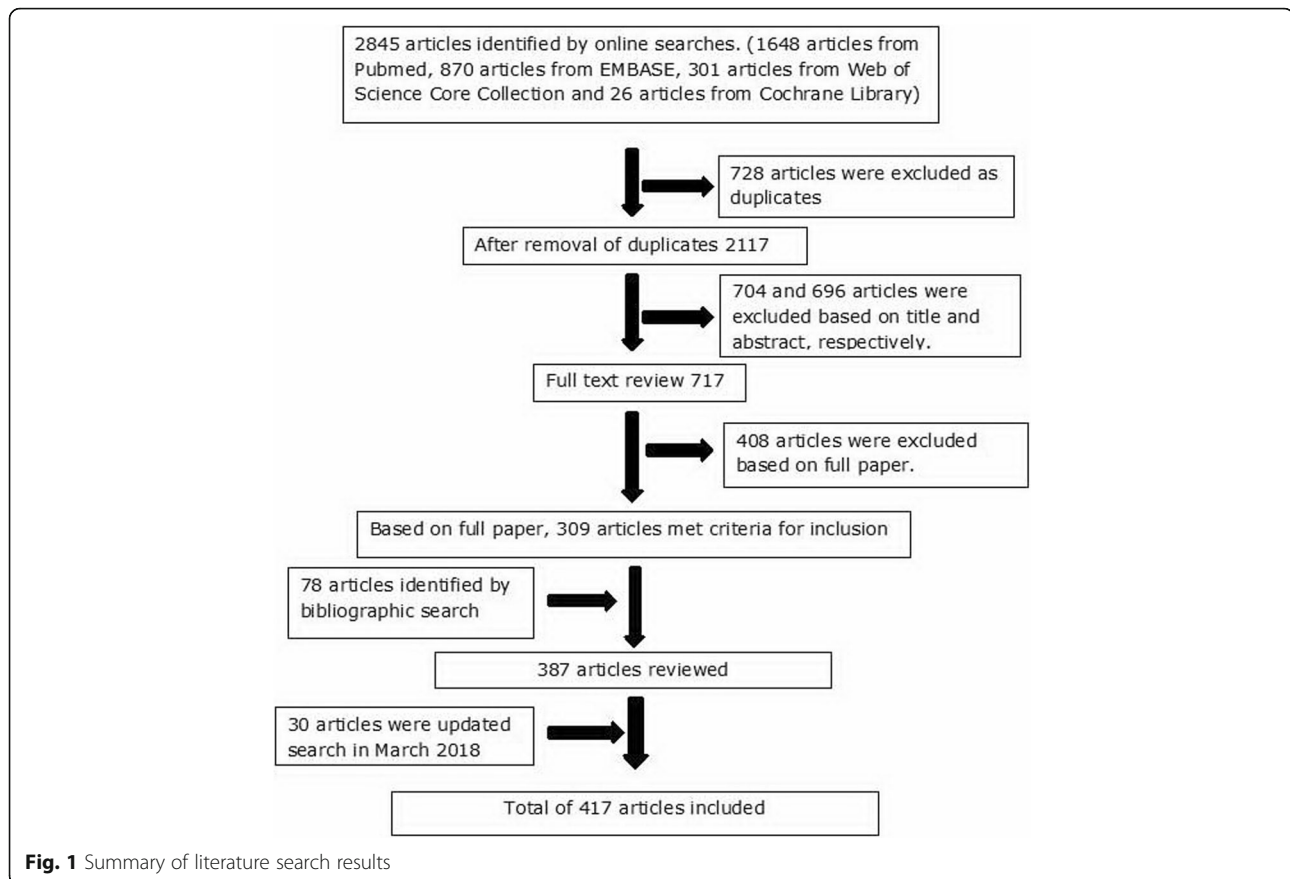 2845 articles identified by online searches. (1648 articles from
Pubmed, 870 articles from EMBASE, 301 articles from Web of
Science Core Collection and 26 articles from Cochrane Library)
728 articles were excluded as
duplicates
After removal of duplicates 2117
704 and 696 articles were
excluded based on title and
abstract, respectively.
Full text review 717
408 articles were excluded
based on full paper.
Based on full paper, 309 articles met criteria for inclusion
78 articles identified by
bibliographic search
387 articles reviewed
30 articles were updated
search in March 2018
Total of 417 articles included
Fig. 1 Summary of literature search results